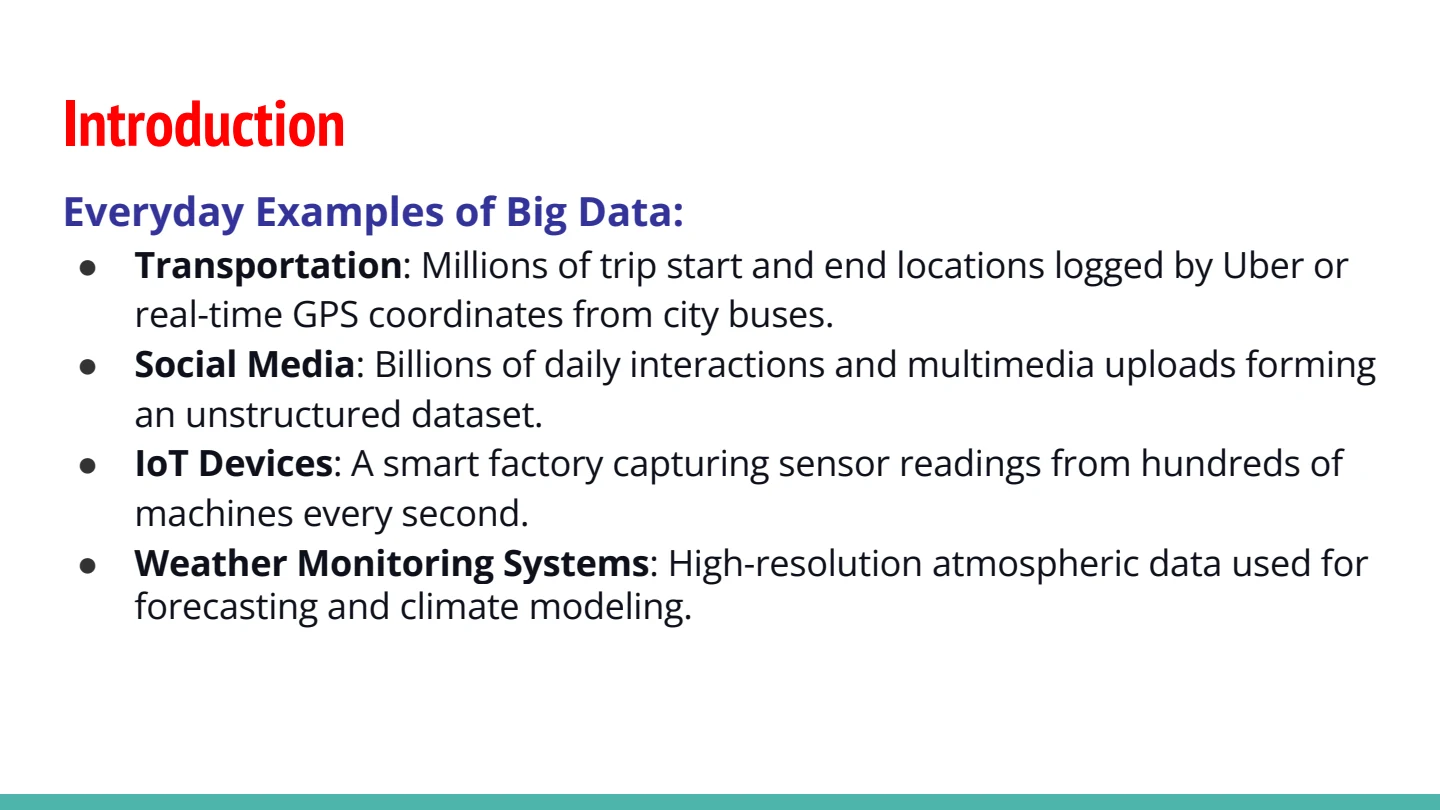 Introduction
Everyday Examples of Big Data:
● Transportation: Millions of trip start and end locations logged by Uber or
real-time GPS coordinates from city buses.
● Social Media: Billions of daily interactions and multimedia uploads forming
an unstructured dataset.
● IoT Devices: A smart factory capturing sensor readings from hundreds of
machines every second.
● Weather Monitoring Systems: High-resolution atmospheric data used for
forecasting and climate modeling.